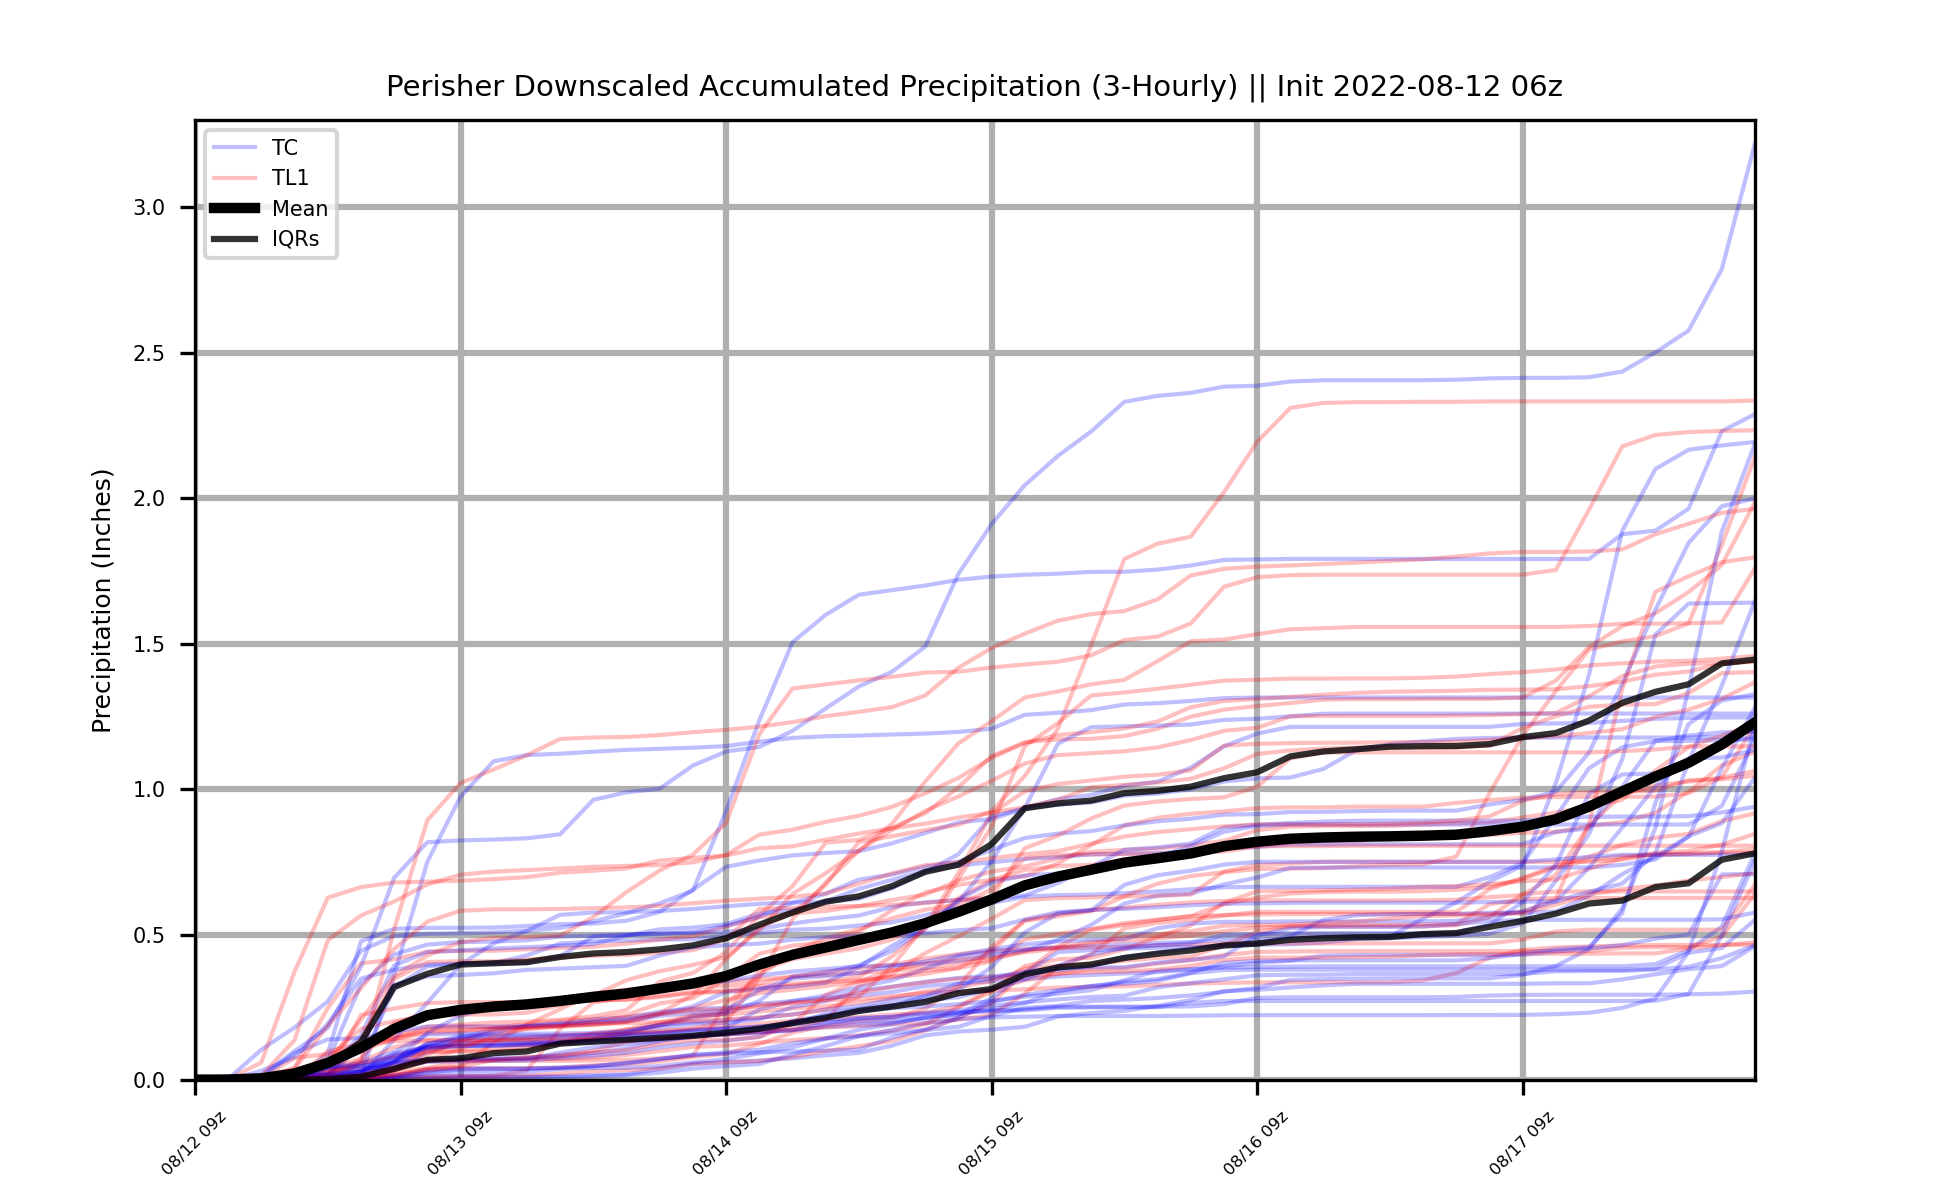 Perisher Downscaled Accumulated Precipitation (3-Hourly) || Init 2022-08-12 06z
TC
TL1
Mean
IQRs
Precipitation (Inches)
3.0
2.5
2.0
1.5
1.0
0.5
0.0
08/12 09z
08/13 09z
08/14 09z
08/15 09z
08/16 09z
08/17 09z